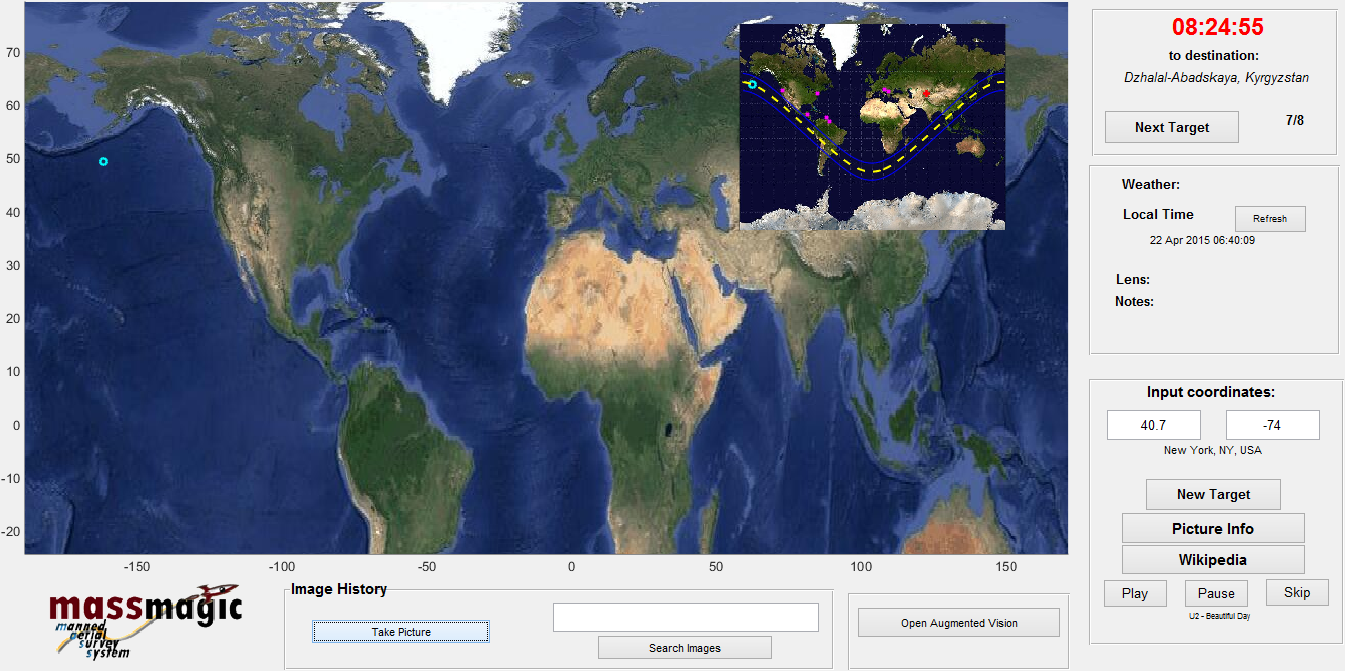 08:24:55
to destination:
Dzhalal-Abadskaya, Kyrgyzstan
Next Target
7/8
Weather:
Local Time
Refresh
22 Apr 2015 06:40:09
Lens:
Notes:
Input coordinates:
40.7
-74
New York, NY, USA
New Target
Picture Info
Wikipedia
Play
Pause
Skip
U2 - Beautiful Day
70
60
50
40
30
20
10
0
-10
-20
-150
-100
-50
0
50
100
150
massmagic
manned
aerial
survey
system
Image History
Take Picture
Search Images
Open Augmented Vision